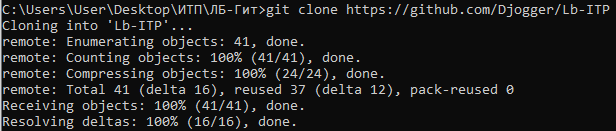 C:\Users\User\Desktop\ИТП\ЛБ-Гит>git clone https://github.com/Djogger/Lb-ITP
Cloning into 'Lb-ITP'...
remote: Enumerating objects: 41, done.
remote: Counting objects: 100% (41/41), done.
remote: Compressing objects: 100% (24/24), done.
remote: Total 41 (delta 16), reused 37 (delta 12), pack-reused 0
Receiving objects: 100% (41/41), done.
Resolving deltas: 100% (16/16), done.